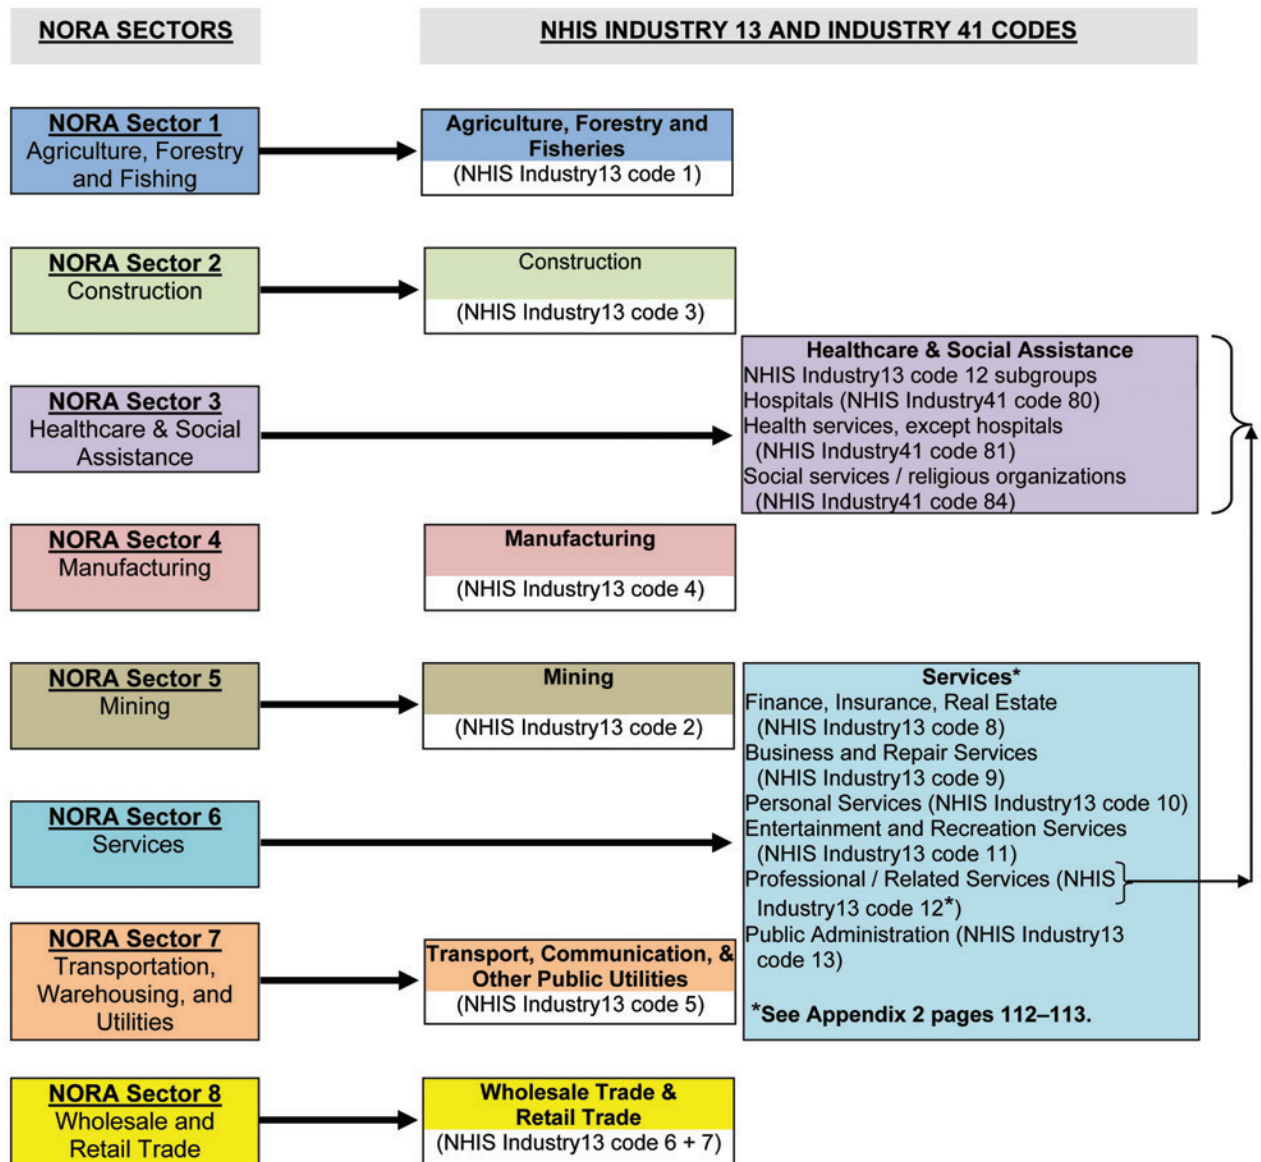 NORA SECTORS
NHIS INDUSTRY 13 AND INDUSTRY 41 CODES
NORA Sector 1
Agriculture, Forestry
and Fishing
Agriculture, Forestry and
Fisheries
(NHIS Industry13 code 1)
NORA Sector 2
Construction
Construction
(NHIS Industry13 code 3)
NORA Sector 3
Healthcare & Social
Assistance
Healthcare & Social Assistance
NHIS Industry13 code 12 subgroups
Hospitals (NHIS Industry41 code 80)
Health services, except hospitals
(NHIS Industry41 code 81)
Social services / religious organizations
(NHIS Industry41 code 84)
NORA Sector 4
Manufacturing
Manufacturing
(NHIS Industry13 code 4)
NORA Sector 5
Mining
Mining
(NHIS Industry13 code 2)
NORA Sector 6
Services
Services*
Finance, Insurance, Real Estate
(NHIS Industry13 code 8)
Business and Repair Services
(NHIS Industry13 code 9)
Personal Services (NHIS Industry13 code 10)
Entertainment and Recreation Services
(NHIS Industry13 code 11)
Professional / Related Services (NHIS
Industry13 code 12*)
Public Administration (NHIS Industry13
code 13)
*See Appendix 2 pages 112–113.
NORA Sector 7
Transportation,
Warehousing, and
Utilities
Transport, Communication, &
Other Public Utilities
(NHIS Industry13 code 5)
NORA Sector 8
Wholesale and
Retail Trade
Wholesale Trade &
Retail Trade
(NHIS Industry13 code 6 + 7)